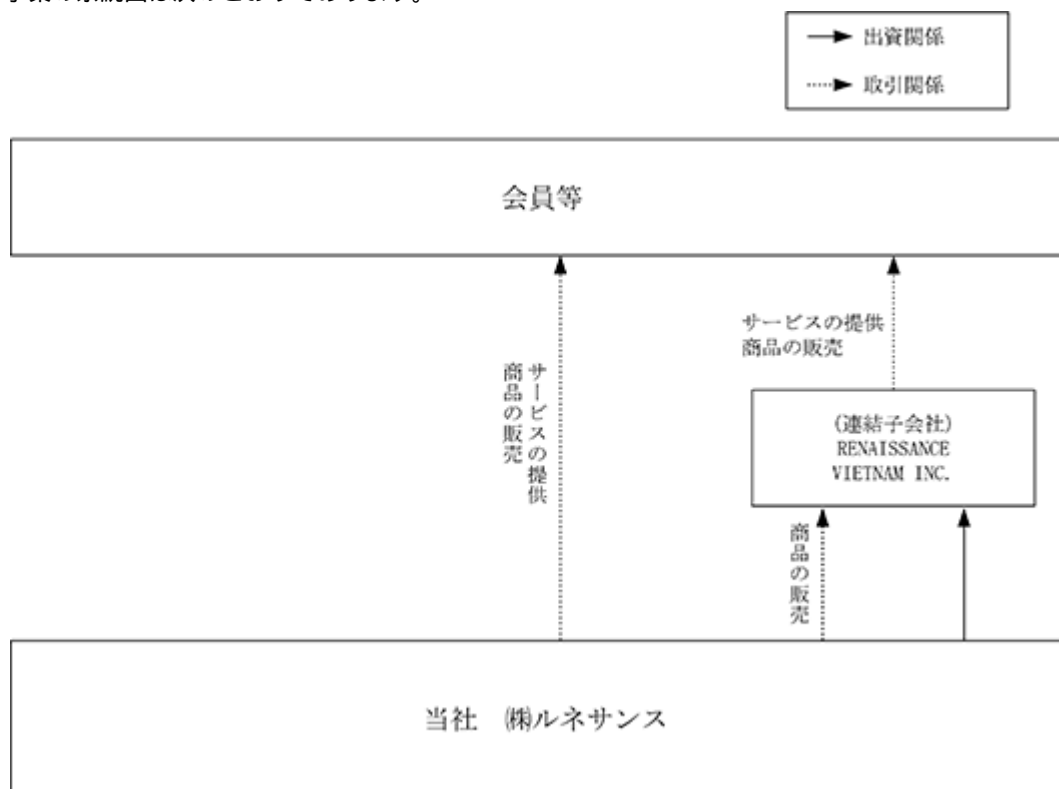 事業の系統図は次のとおりであります。
出資関係
取引関係
会員等
サービスの提供
商品の販売
サービスの提供
商品の販売
(連結子会社)
RENAISSANCE
VIETNAM INC.
商品の販売
当社 ㈱ルネサンス